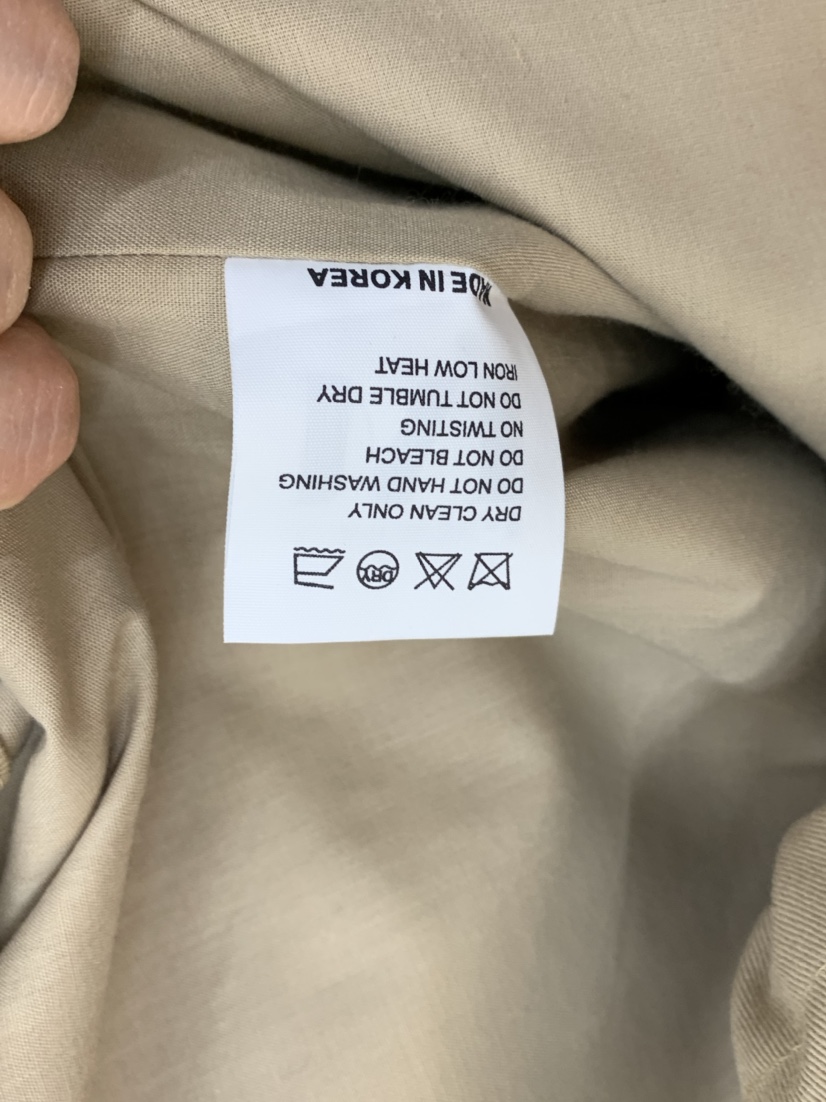 DRY
DRY CLEAN ONLY
DO NOT HAND WASHING
DO NOT BLEACH
NO TWISTING
DO NOT TUMBLE DRY
IRON LOW HEAT
MADE IN KOREA